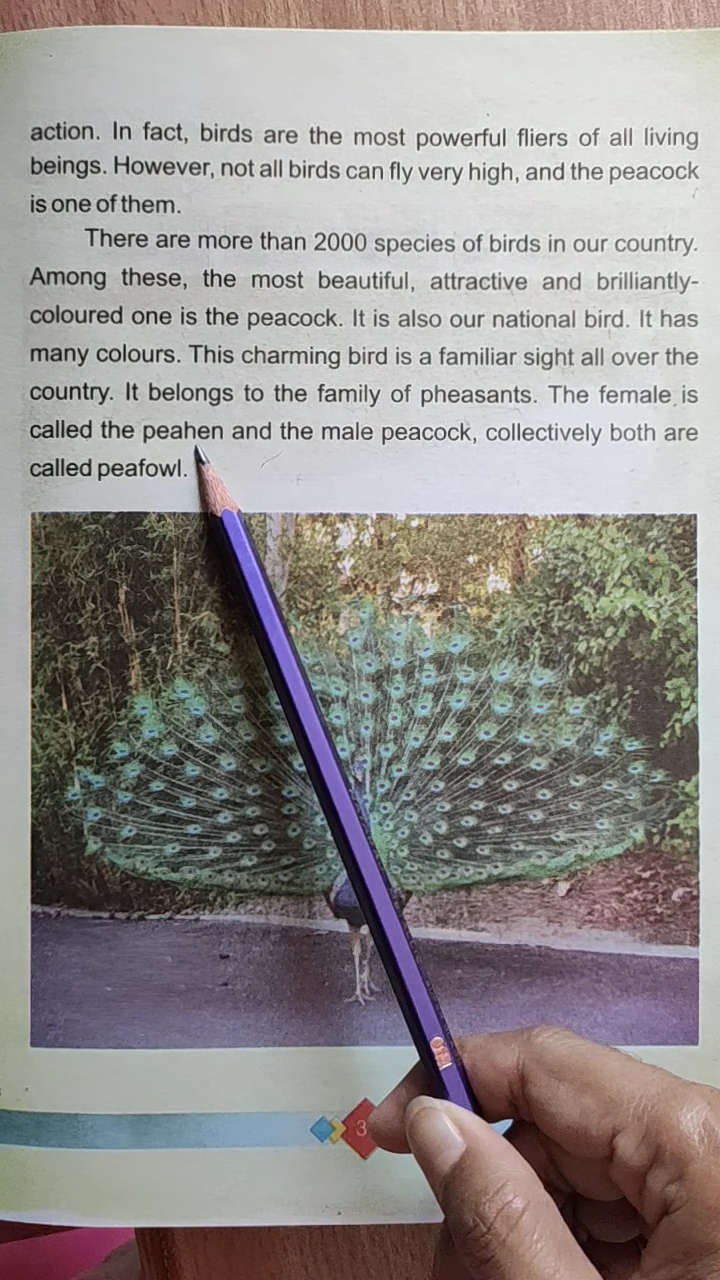 action. In fact, birds are the most powerful fliers of all living
beings. However, not all birds can fly very high, and the peacock
is one of them.
There are more than 2000 species of birds in our country.
Among these, the most beautiful, attractive and brilliantly-
coloured one is the peacock. It is also our national bird. It has
many colours. This charming bird is a familiar sight all over the
country. It belongs to the family of pheasants. The female is
called the peahen and the male peacock, collectively both are
called peafowl.
3